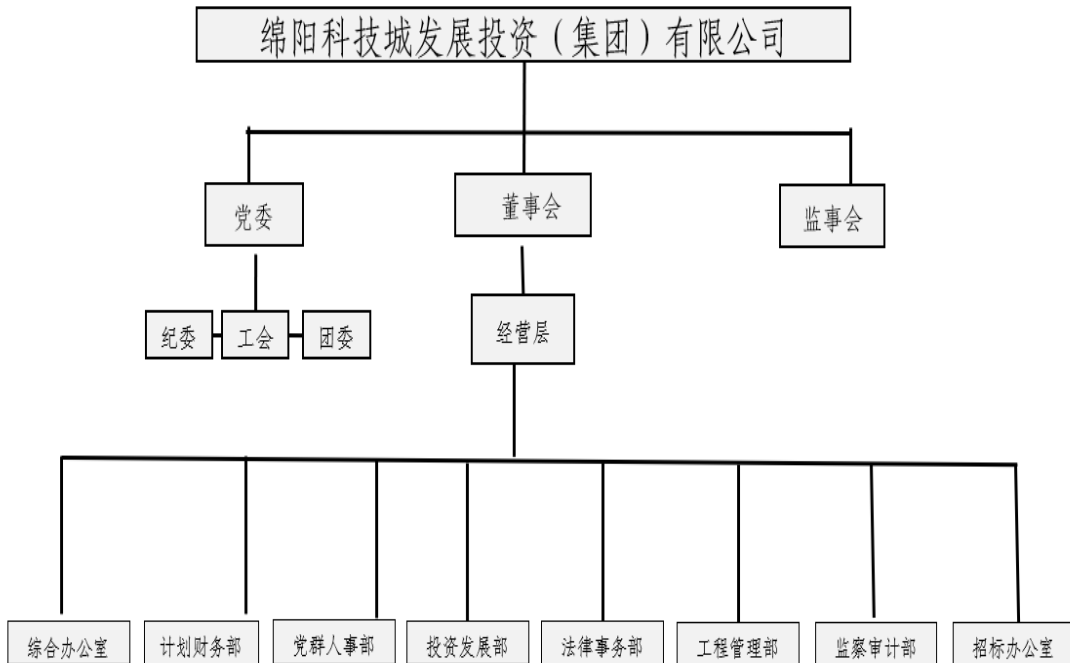 绵阳科技城发展投资（集团）有限公司
党委
董事会
监事会
纪委
工会
团委
经营层
综合办公室
计划财务部
党群人事部
投资发展部
法律事务部
工程管理部
监察审计部
招标办公室